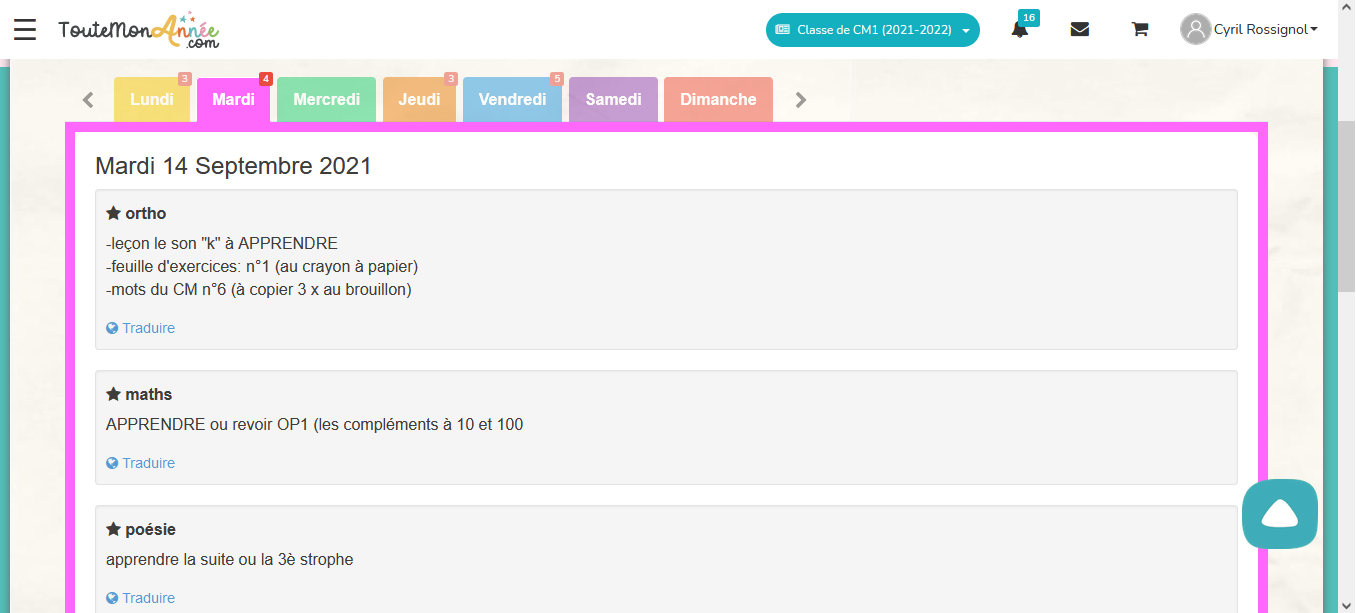 TouteMonAnnée.com
Classe de CM1 (2021-2022)
16
Cyril Rossignol
Lundi 3
Mardi 4
Mercredi
Jeudi 3
Vendredi 5
Samedi
Dimanche
Mardi 14 Septembre 2021
ortho
-leçon le son "k" à APPRENDRE
-feuille d'exercices: n°1 (au crayon à papier)
-mots du CM n°6 (à copier 3 x au brouillon)
Traduire
maths
APPRENDRE ou revoir OP1 (les compléments à 10 et 100
Traduire
poésie
apprendre la suite ou la 3è strophe
Traduire